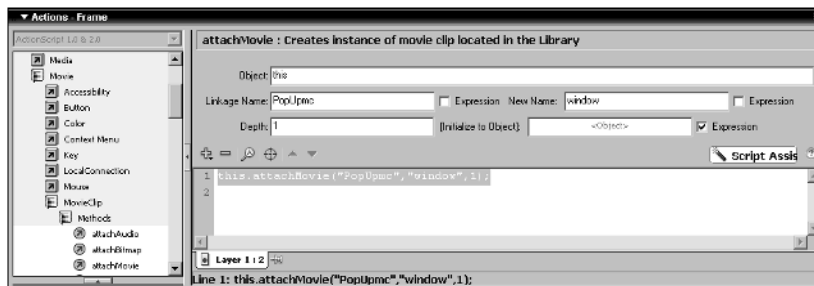 Actions - Frame
ActionScript 1.0 & 2.0
Media
Movie
Accessibility
Button
Color
Context Menu
Key
LocalConnection
Mouse
MovieClip
Methods
attachAudio
attachBitmap
attachMovie
attachMovie : Creates instance of movie clip located in the Library
Object: this
Linkage Name: PopUpmc Expression New Name: window Expression
Depth: 1 [Initialize to Object]: <Object> Expression
Script Assis
1 this.attachMovie("PopUpmc","window",1);
2
Layer 1 : 2
Line 1: this.attachMovie("PopUpmc","window",1);